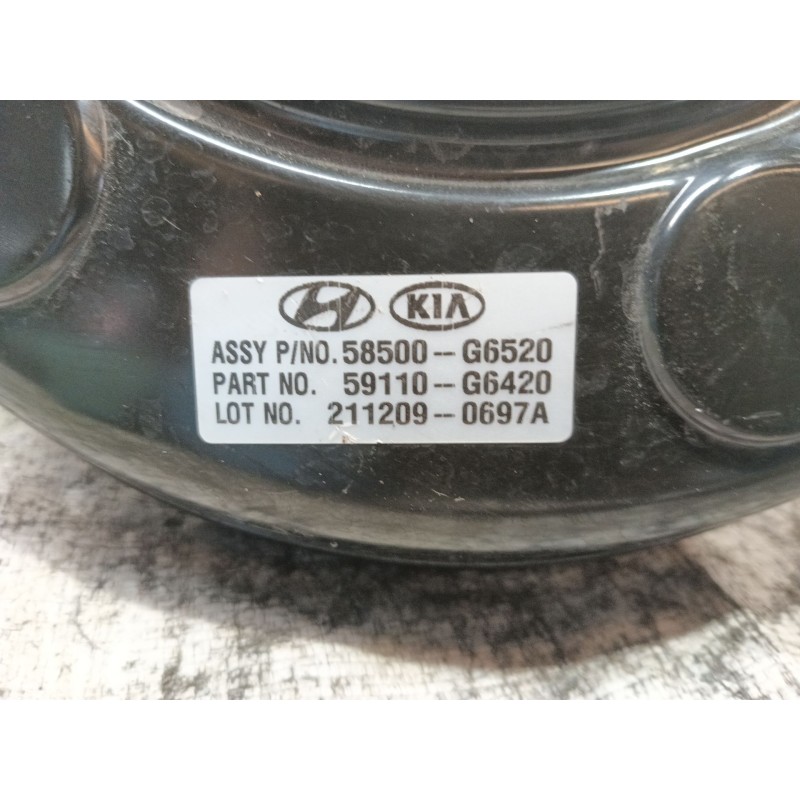 KIA
ASSY P/NO. 58500--G6520
PART NO. 59110--G6420
LOT NO. 211209--0697A